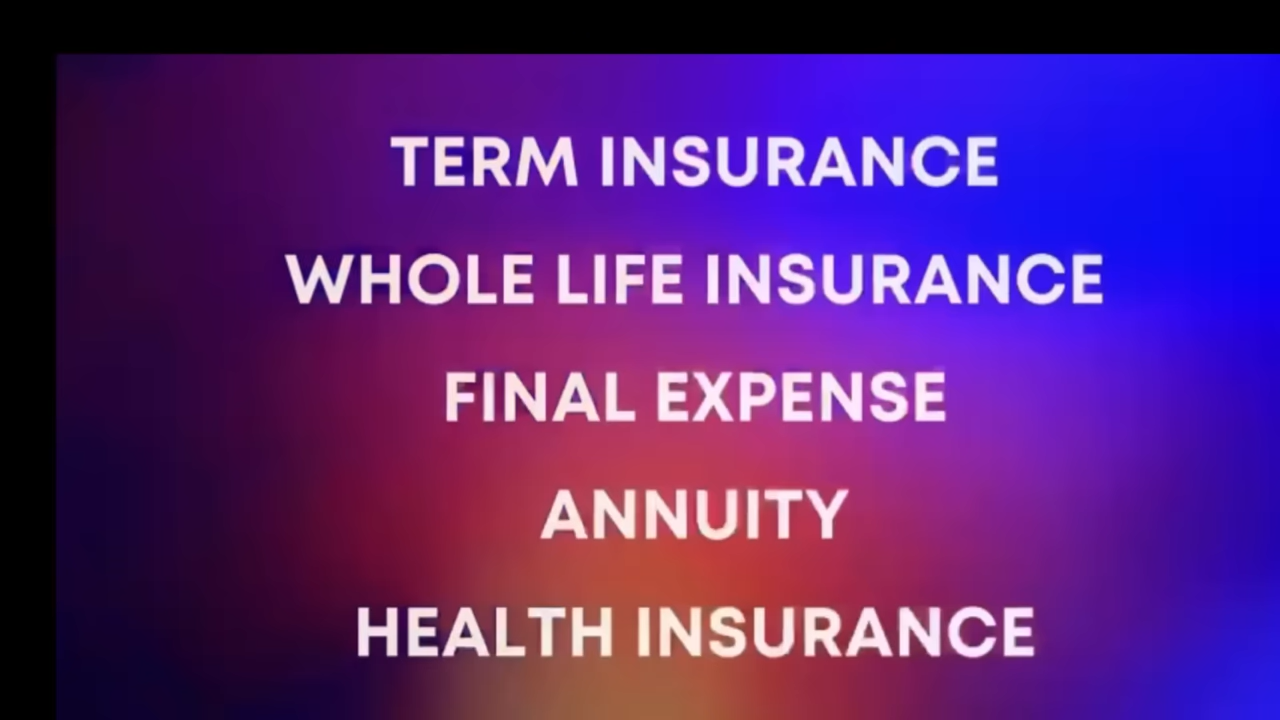 TERM INSURANCE
WHOLE LIFE INSURANCE
FINAL EXPENSE
ANNUITY
HEALTH INSURANCE